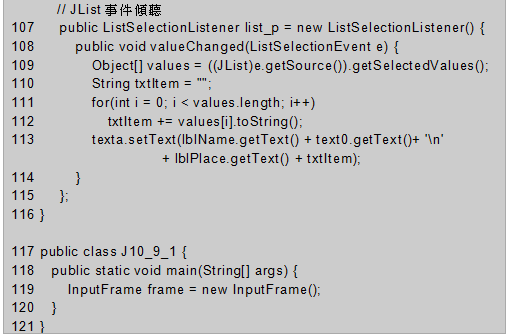 // JList 事件傾聽
107 public ListSelectionListener list_p = new ListSelectionListener() {
108 public void valueChanged(ListSelectionEvent e) {
109 Object[] values = ((JList)e.getSource()).getSelectedValues();
110 String txtItem = "";
111 for(int i = 0; i < values.length; i++)
112 txtItem += values[i].toString();
113 texta.setText(lblName.getText() + text0.getText()+ '\n'
+ lblPlace.getText() + txtItem);
114 }
115 };
116 }
117 public class J10_9_1 {
118 public static void main(String[] args) {
119 InputFrame frame = new InputFrame();
120 }
121 }